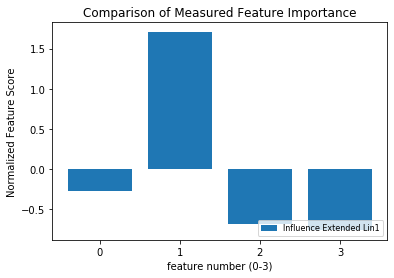 Comparison of Measured Feature Importance
Normalized Feature Score
1.5
1.0
0.5
0.0
−0.5
Influence Extended Lin1
0 1 2 3
feature number (0-3)